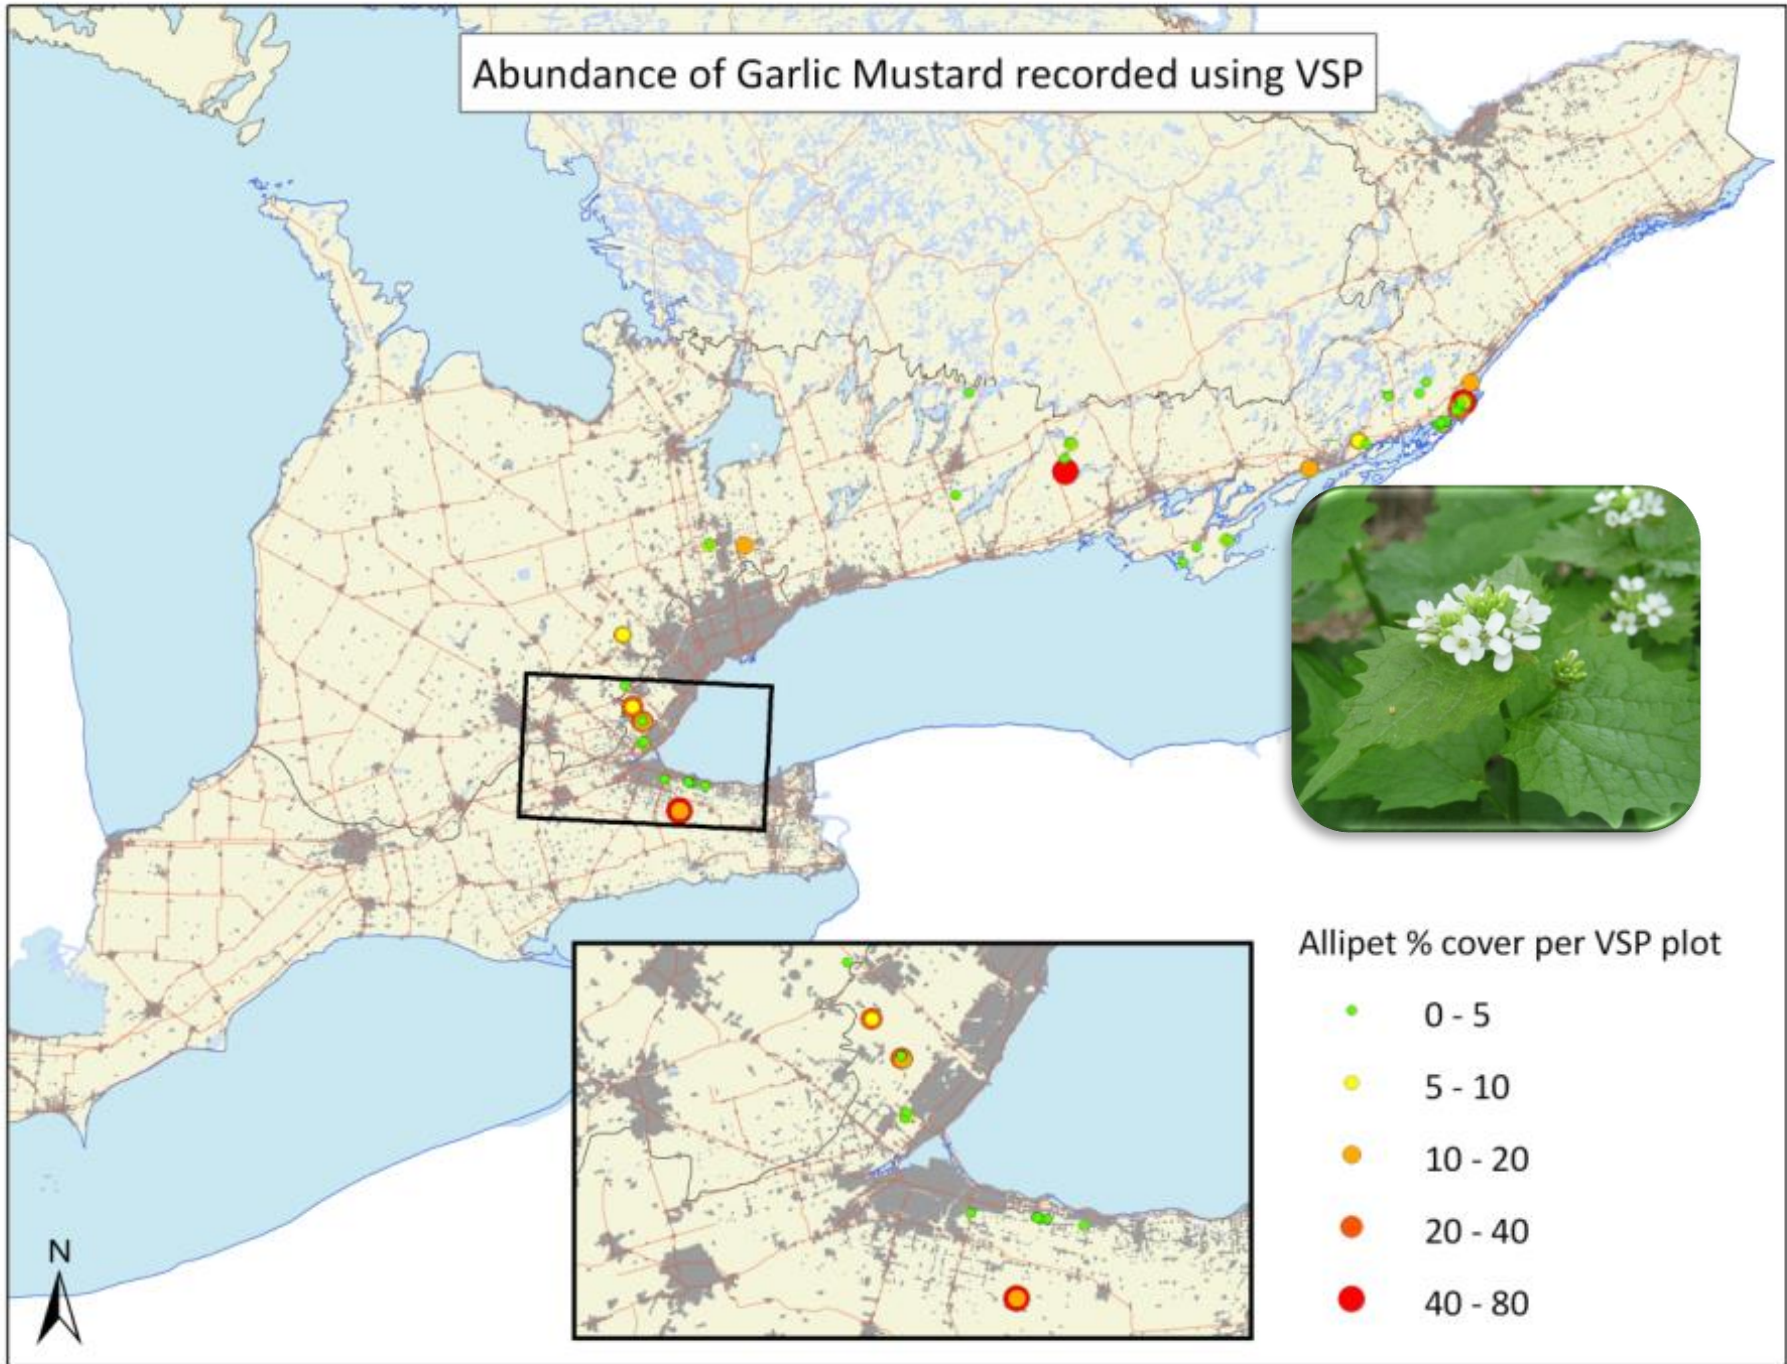 Abundance of Garlic Mustard recorded using VSP
Allipet % cover per VSP plot
0 - 5
5 - 10
10 - 20
20 - 40
40 - 80
N